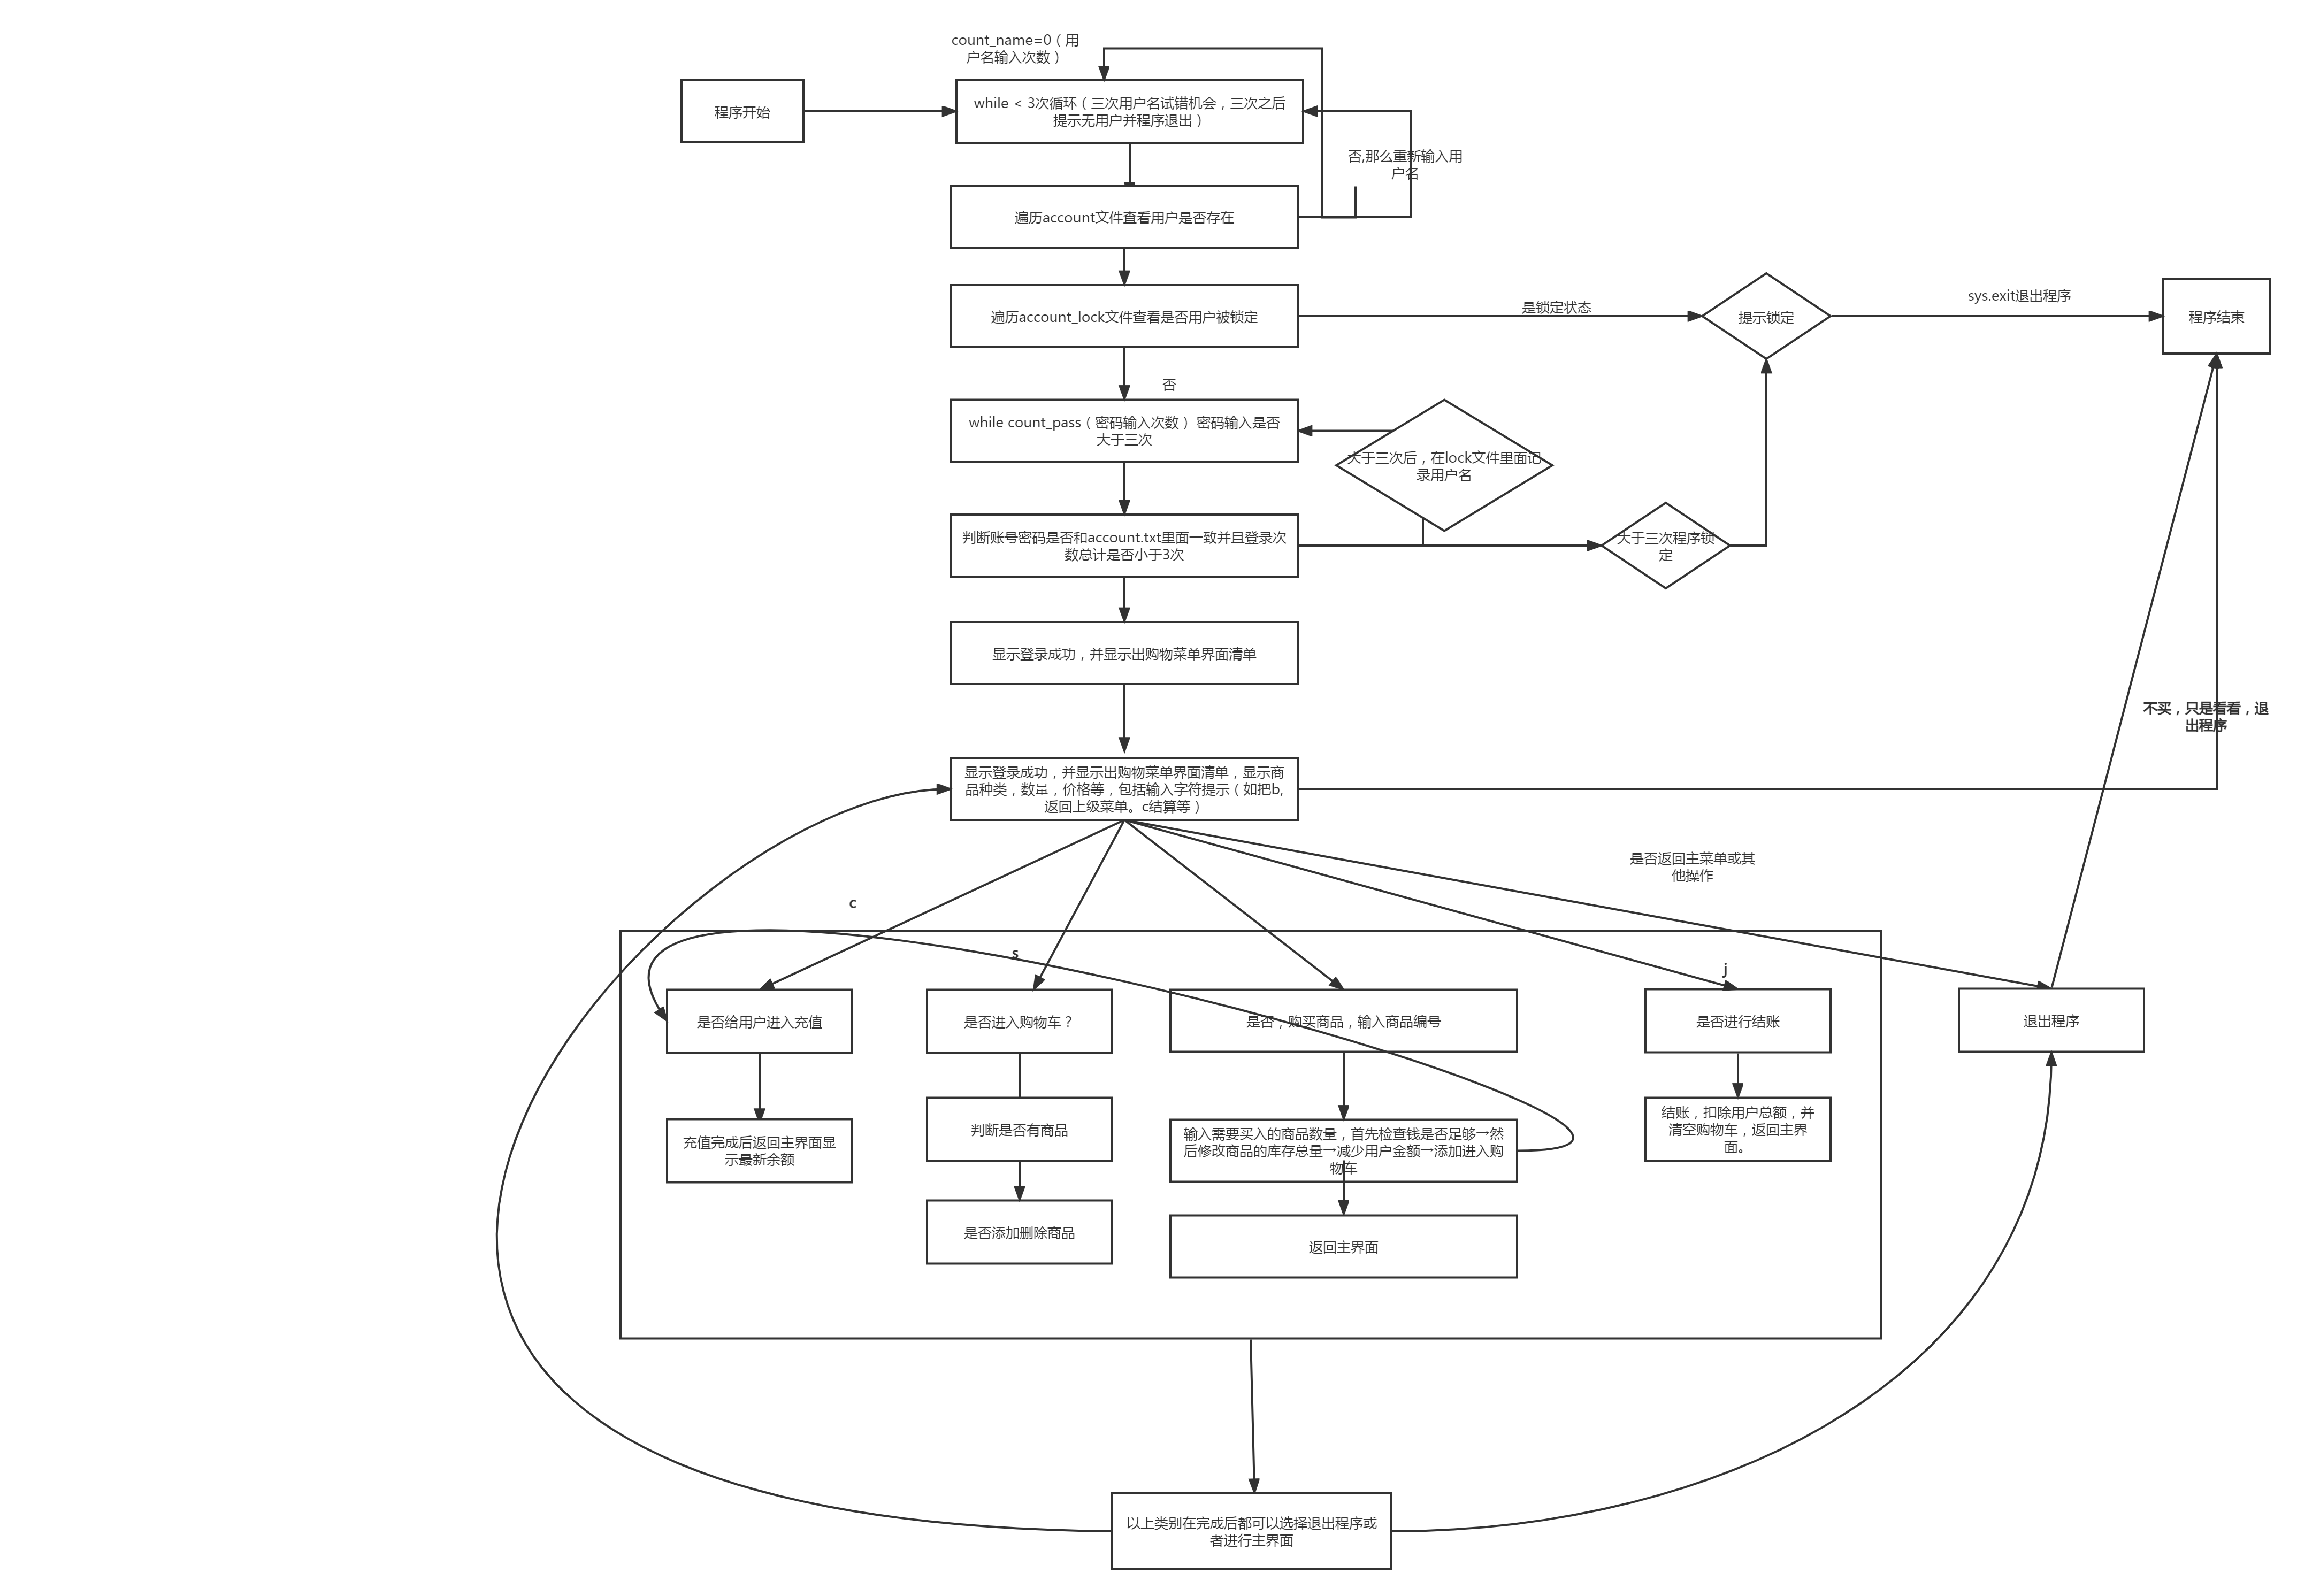 count_name=0（用
户名输入次数）
程序开始
while < 3次循环（三次用户名试错机会，三次之后
提示无用户并程序退出）
否,那么重新输入用
户名
遍历account文件查看用户是否存在
遍历account_lock文件查看是否用户被锁定
是锁定状态
提示锁定
sys.exit退出程序
程序结束
否
while count_pass（密码输入次数） 密码输入是否
大于三次
大于三次后，在lock文件里面记
录用户名
判断账号密码是否和account.txt里面一致并且登录次
数总计是否小于3次
大于三次程序锁
定
显示登录成功，并显示出购物菜单界面清单
不买，只是看看，退
出程序
显示登录成功，并显示出购物菜单界面清单，显示商
品种类，数量，价格等，包括输入字符提示（如把b,
返回上级菜单。c结算等）
是否返回主菜单或其
他操作
c
s
j
是否给用户进入充值
是否进入购物车？
是否，购买商品，输入商品编号
是否进行结账
退出程序
充值完成后返回主界面显
示最新余额
判断是否有商品
输入需要买入的商品数量，首先检查钱是否足够→然
后修改商品的库存总量→减少用户金额→添加进入购
物车
结账，扣除用户总额，并
清空购物车，返回主界
面。
是否添加删除商品
返回主界面
以上类别在完成后都可以选择退出程序或
者进行主界面